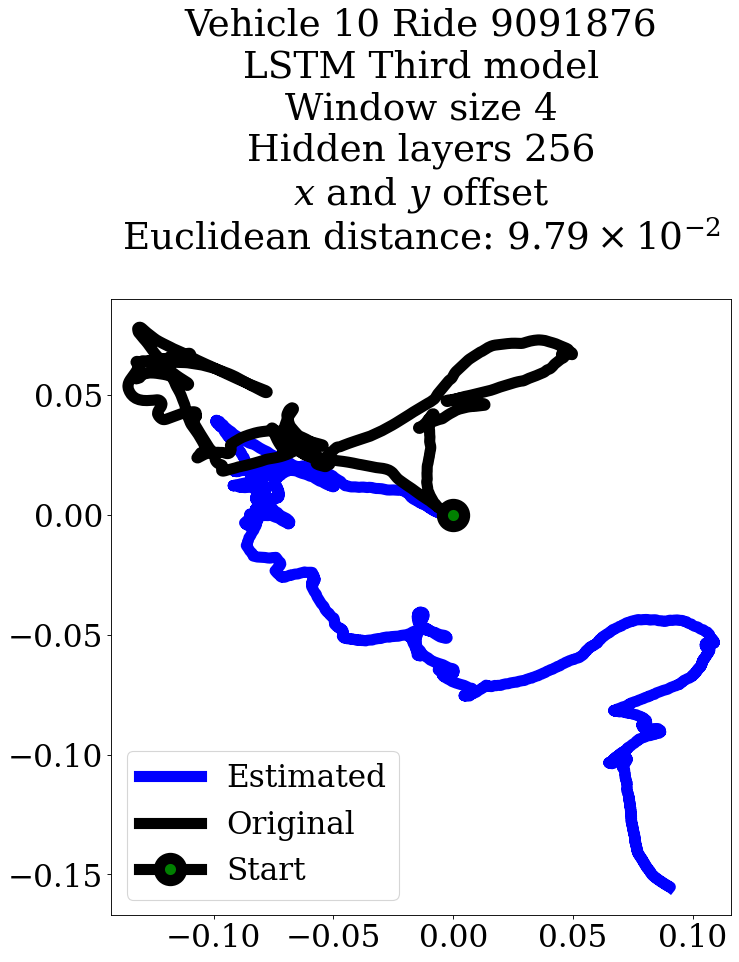 Vehicle 10 Ride 9091876
LSTM Third model
Window size 4
Hidden layers 256
x and y offset
Euclidean distance: 9.79 × 10⁻²
0.05
0.00
−0.05
−0.10
−0.15
Estimated
Original
Start
−0.10 −0.05 0.00 0.05 0.10